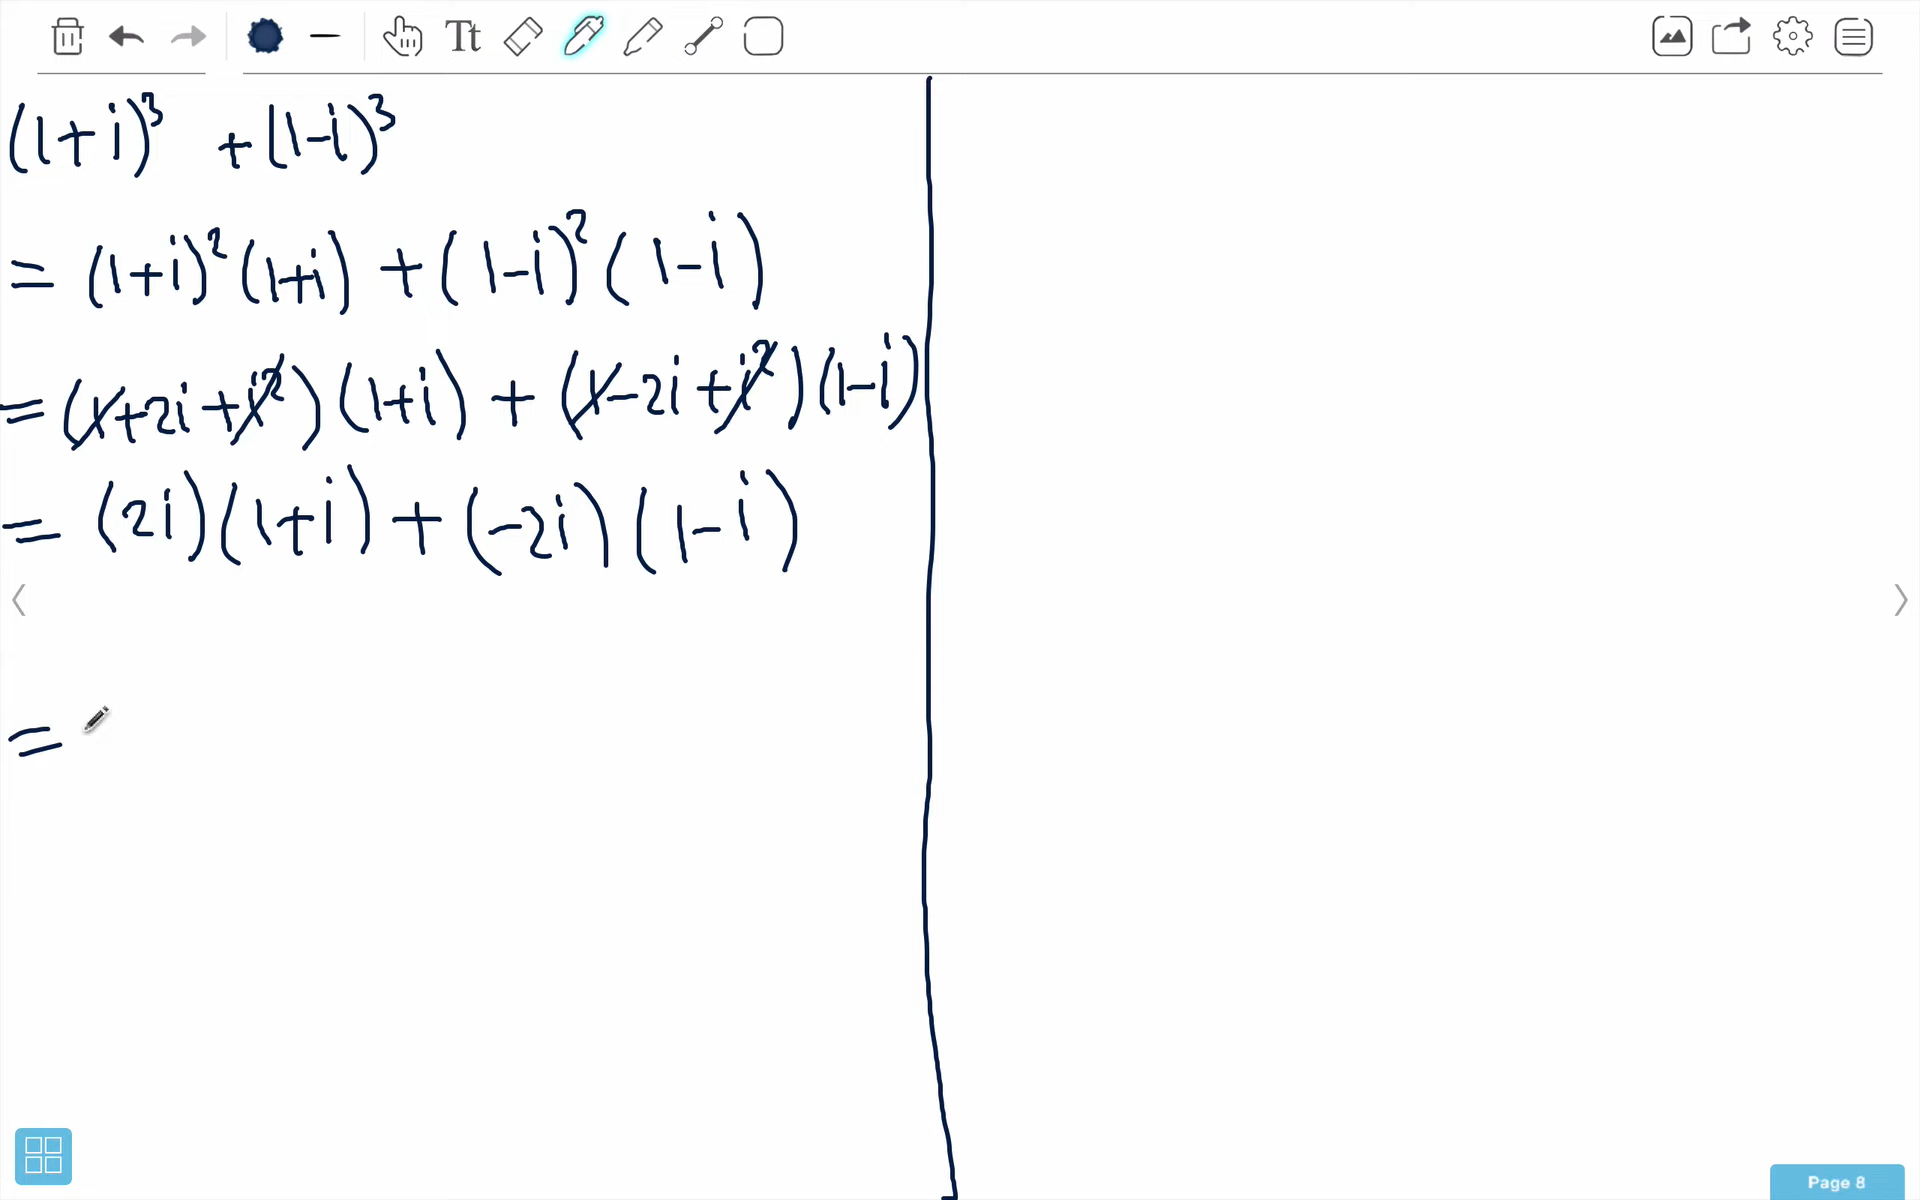 Tt
(1+i)³ + (1-i)³
= (1+i)²(1+i) + (1-i)²(1-i)
= (1+2i+i²)(1+i) + (1-2i+i²)(1-i)
= (2i)(1+i) + (-2i)(1-i)
=
Page 8